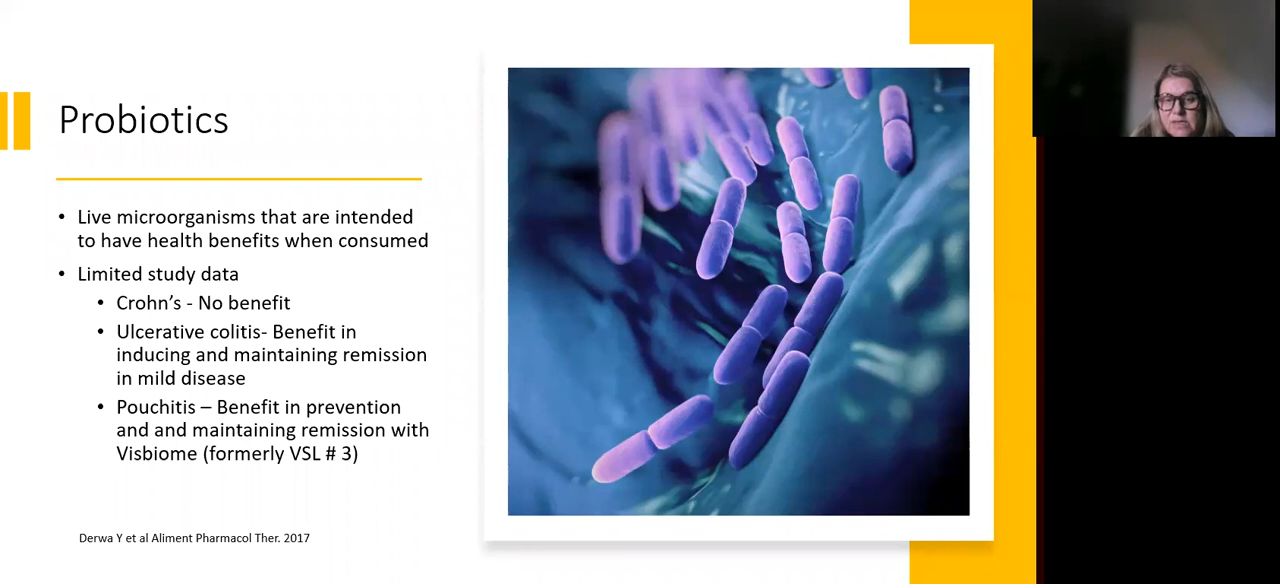 Probiotics
• Live microorganisms that are intended
to have health benefits when consumed
• Limited study data
• Crohn’s - No benefit
• Ulcerative colitis- Benefit in
inducing and maintaining remission
in mild disease
• Pouchitis – Benefit in prevention
and and maintaining remission with
Visbiome (formerly VSL # 3)
Derwa Y et al Aliment Pharmacol Ther. 2017